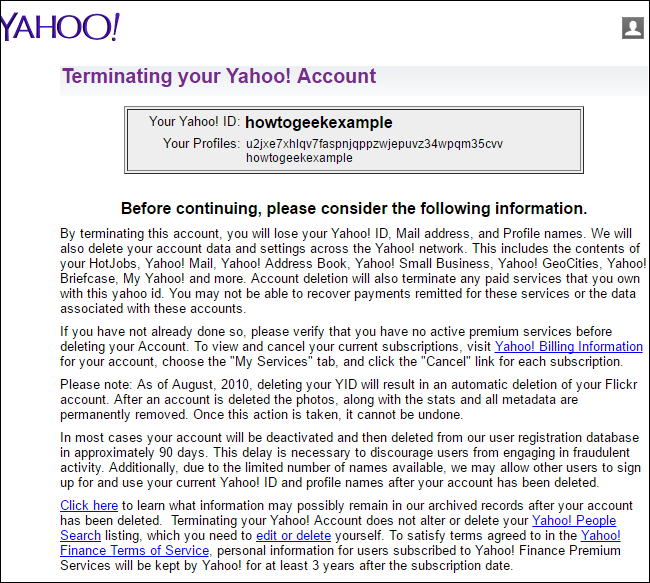 YAHOO!
Terminating your Yahoo! Account
Your Yahoo! ID: howtogeekexample
Your Profiles: u2jxe7xhlqv7faspnjqppzwjepuvz34wpqm35cvv
howtogeekexample
Before continuing, please consider the following information.
By terminating this account, you will lose your Yahoo! ID, Mail address, and Profile names. We will
also delete your account data and settings across the Yahoo! network. This includes the contents of
your HotJobs, Yahoo! Mail, Yahoo! Address Book, Yahoo! Small Business, Yahoo! GeoCities, Yahoo!
Briefcase, My Yahoo! and more. Account deletion will also terminate any paid services that you own
with this yahoo id. You may not be able to recover payments remitted for these services or the data
associated with these accounts.
If you have not already done so, please verify that you have no active premium services before
deleting your Account. To view and cancel your current subscriptions, visit Yahoo! Billing Information
for your account, choose the "My Services" tab, and click the "Cancel" link for each subscription.
Please note: As of August, 2010, deleting your YID will result in an automatic deletion of your Flickr
account. After an account is deleted the photos, along with the stats and all metadata are
permanently removed. Once this action is taken, it cannot be undone.
In most cases your account will be deactivated and then deleted from our user registration database
in approximately 90 days. This delay is necessary to discourage users from engaging in fraudulent
activity. Additionally, due to the limited number of names available, we may allow other users to sign
up for and use your current Yahoo! ID and profile names after your account has been deleted.
Click here to learn what information may possibly remain in our archived records after your account
has been deleted. Terminating your Yahoo! Account does not alter or delete your Yahoo! People
Search listing, which you need to edit or delete yourself. To satisfy terms agreed to in the Yahoo!
Finance Terms of Service, personal information for users subscribed to Yahoo! Finance Premium
Services will be kept by Yahoo! for at least 3 years after the subscription date.